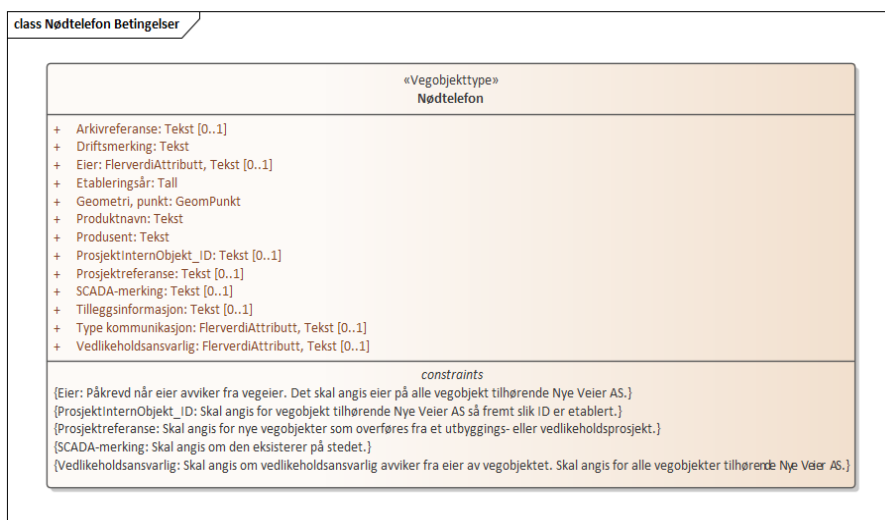 class Nødtelefon Betingelser
«Vegobjekttype»
Nødtelefon
+ Arkivreferanse: Tekst [0..1]
+ Driftsmerking: Tekst
+ Eier: FlerverdiAttributt, Tekst [0..1]
+ Etableringsår: Tall
+ Geometri, punkt: GeomPunkt
+ Produktnavn: Tekst
+ Produsent: Tekst
+ ProsjektInternObjekt_ID: Tekst [0..1]
+ Prosjektreferanse: Tekst [0..1]
+ SCADA-merking: Tekst [0..1]
+ Tilleggsinformasjon: Tekst [0..1]
+ Type kommunikasjon: FlerverdiAttributt, Tekst [0..1]
+ Vedlikeholdsansvarlig: FlerverdiAttributt, Tekst [0..1]
constraints
{Eier: Påkrevd når eier avviker fra vegeier. Det skal angis eier på alle vegobjekt tilhørende Nye Veier AS.}
{ProsjektInternObjekt_ID: Skal angis for vegobjekt tilhørende Nye Veier AS så fremt slik ID er etablert.}
{Prosjektreferanse: Skal angis for nye vegobjekter som overføres fra et utbyggings- eller vedlikeholdsprosjekt.}
{SCADA-merking: Skal angis om den eksisterer på stedet.}
{Vedlikeholdsansvarlig: Skal angis om vedlikeholdsansvarlig avviker fra eier av vegobjektet. Skal angis for alle vegobjekter tilhørende Nye Veier AS.}